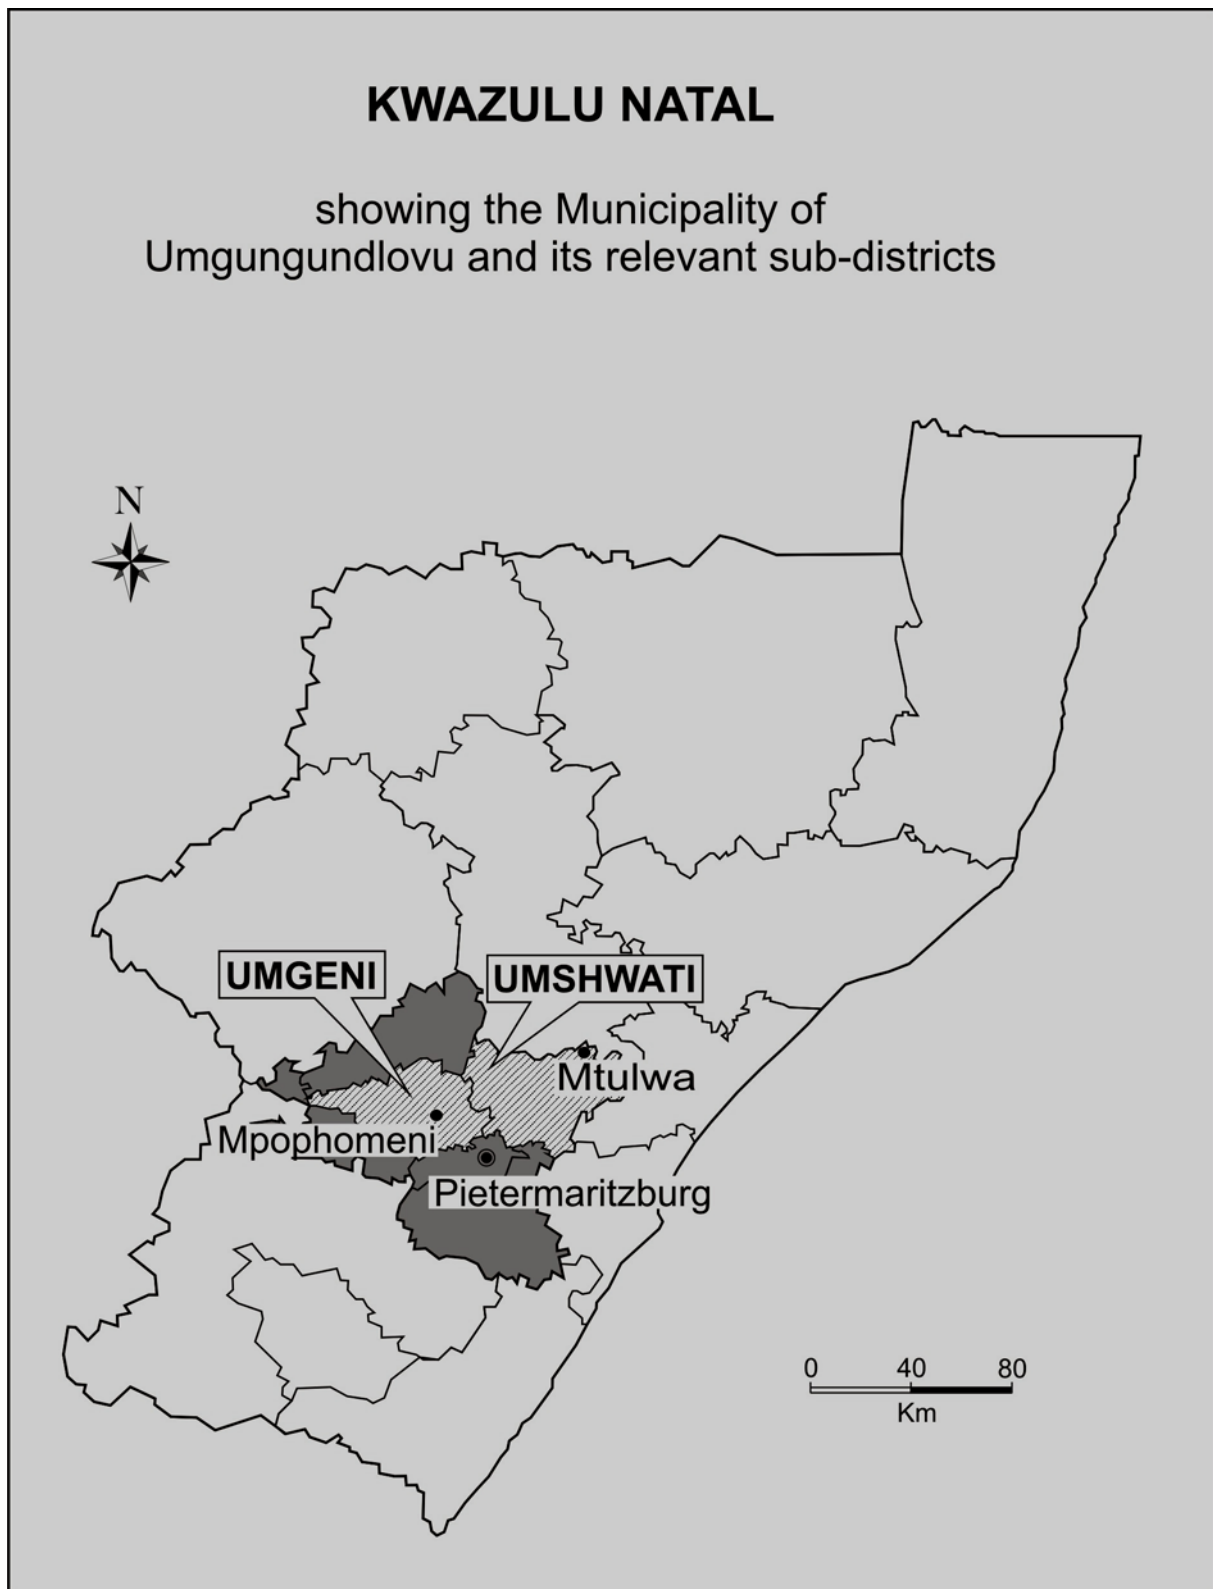 KWAZULU NATAL
showing the Municipality of
Umgungundlovu and its relevant sub-districts
N
UMGENI
UMSHWATI
Mtulwa
Mpophomeni
Pietermaritzburg
0 40 80
Km